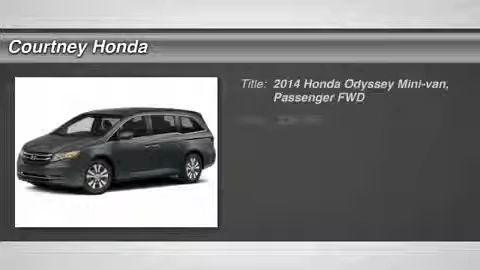 Courtney Honda
Title: 2014 Honda Odyssey Mini-van,
Passenger FWD